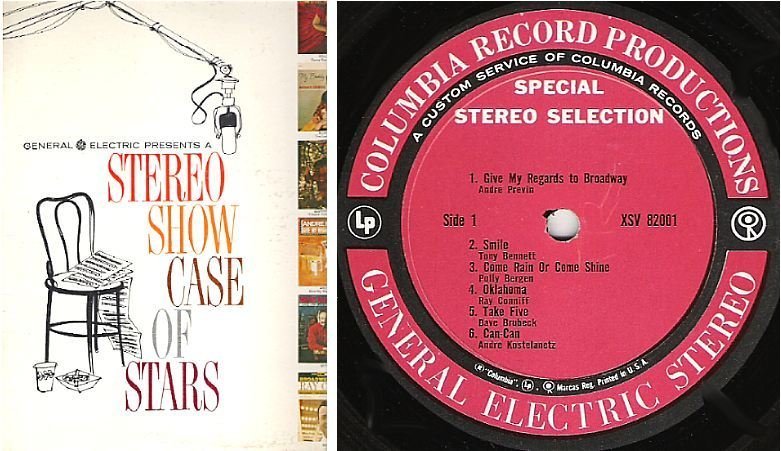 GENERAL ELECTRIC PRESENTS A
STEREO
SHOW
CASE
OF
STARS
COLUMBIA RECORD PRODUCTIONS
A CUSTOM SERVICE OF COLUMBIA RECORDS
SPECIAL
STEREO SELECTION
1. Give My Regards to Broadway
Andre Previn
Side 1
XSV 82001
Lp
2. Smile
Tony Bennett
3. Come Rain Or Come Shine
Polly Bergen
4. Oklahoma
Ray Conniff
5. Take Five
Dave Brubeck
6. Can-Can
Andre Kostelanetz
"Columbia", Marcas Reg. Printed in U.S.A.
GENERAL ELECTRIC STEREO